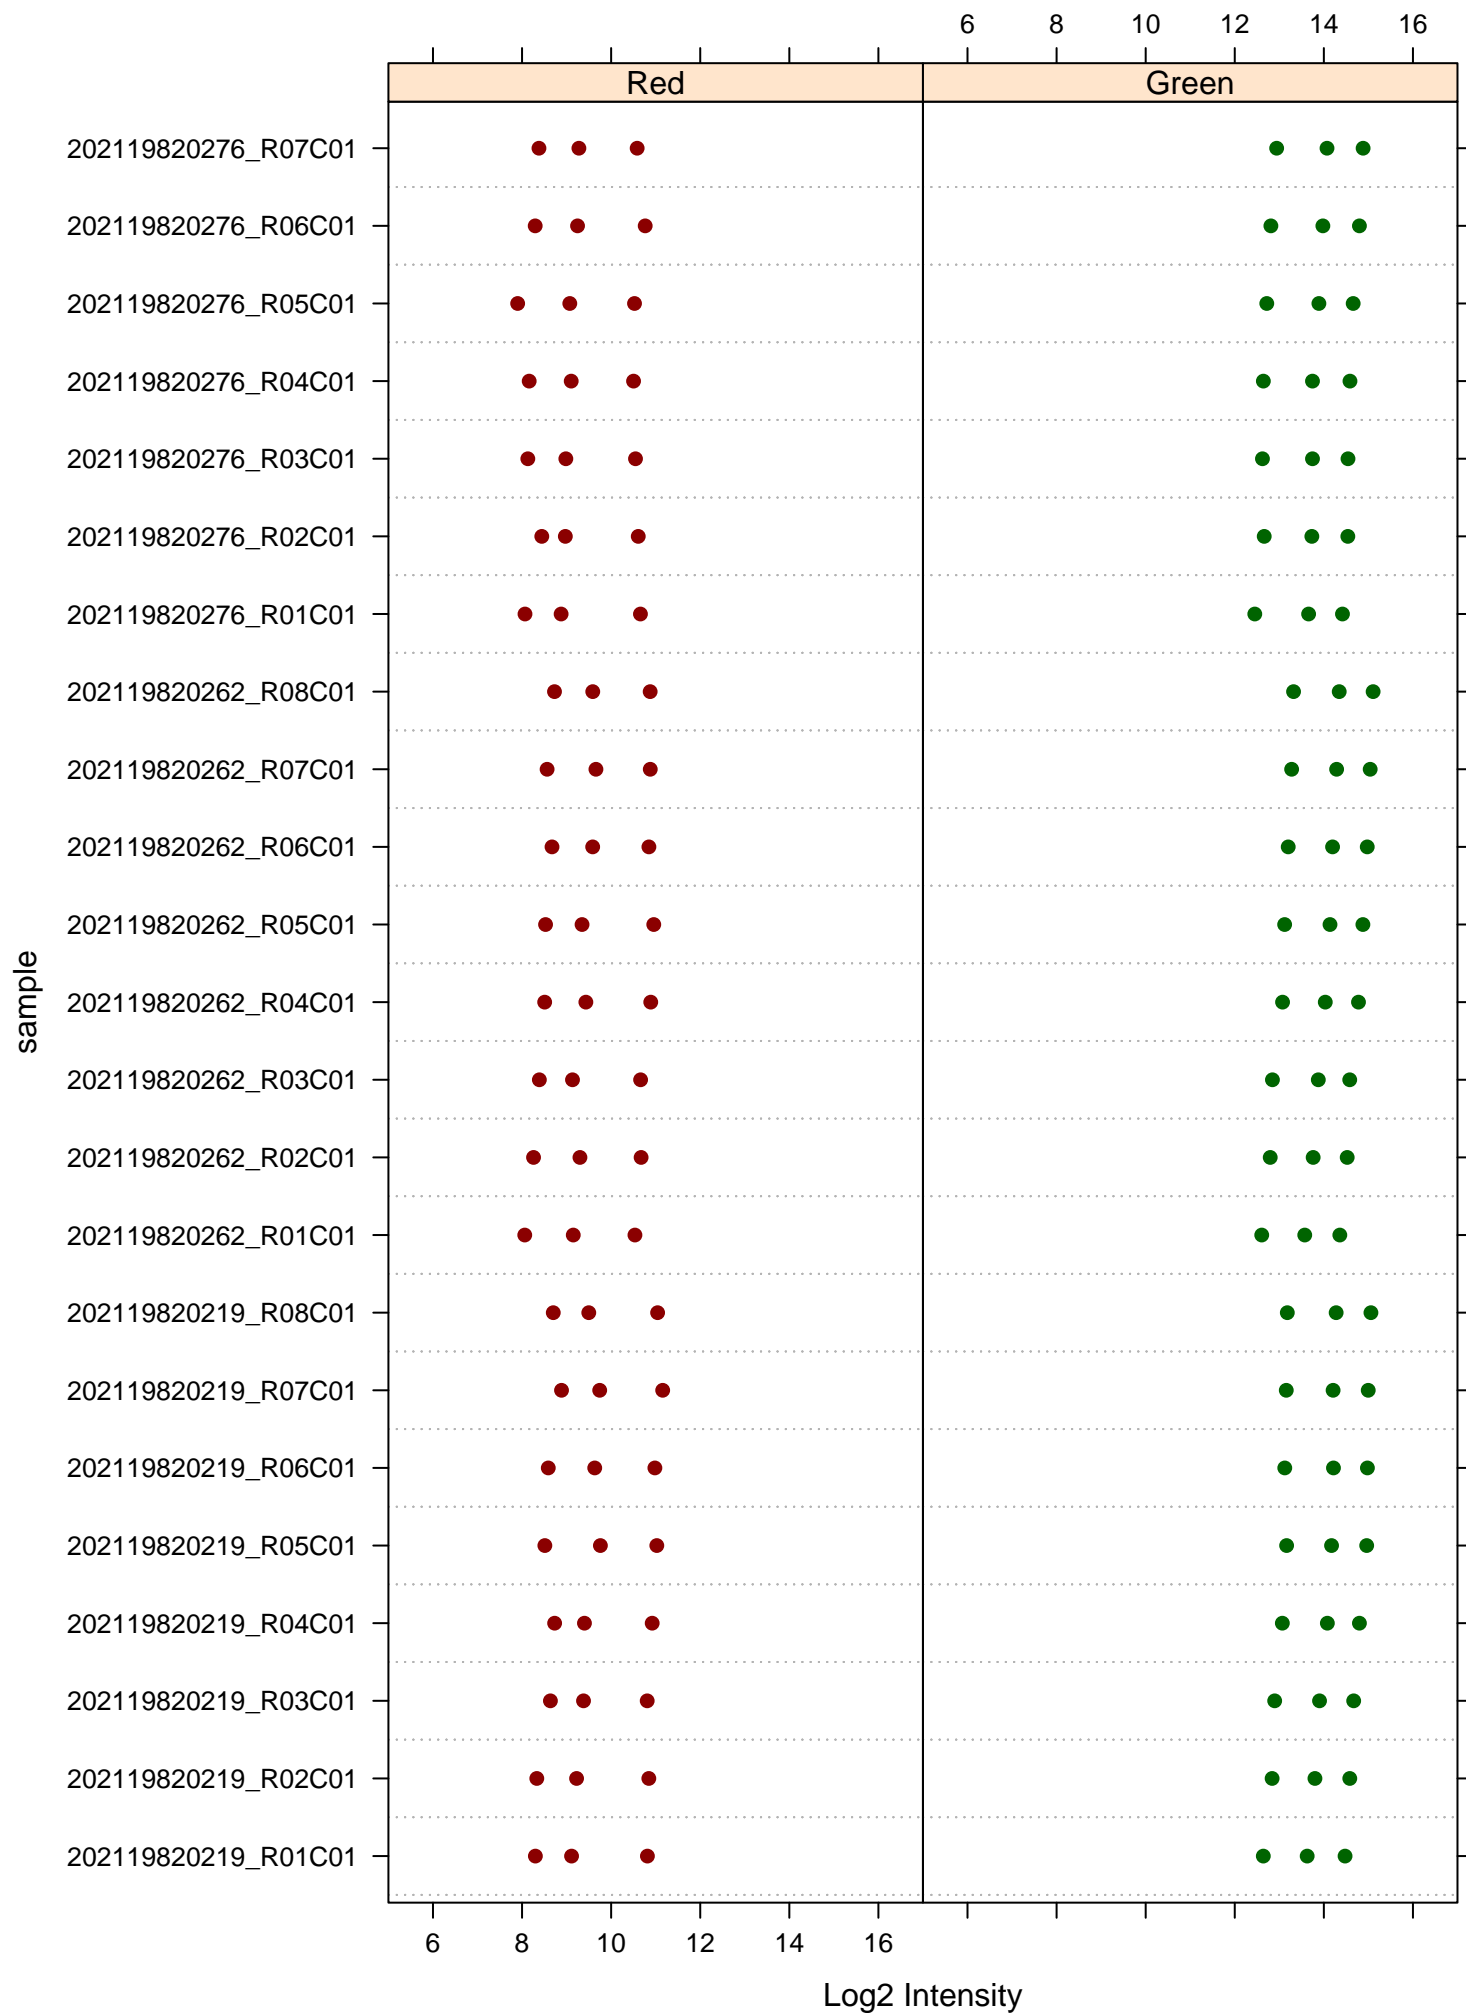 6 8 10 12 14 16
Red Green
202119820276_R07C01
202119820276_R06C01
202119820276_R05C01
202119820276_R04C01
202119820276_R03C01
202119820276_R02C01
202119820276_R01C01
202119820262_R08C01
202119820262_R07C01
202119820262_R06C01
202119820262_R05C01
202119820262_R04C01
202119820262_R03C01
202119820262_R02C01
202119820262_R01C01
202119820219_R08C01
202119820219_R07C01
202119820219_R06C01
202119820219_R05C01
202119820219_R04C01
202119820219_R03C01
202119820219_R02C01
202119820219_R01C01
sample
6 8 10 12 14 16
Log2 Intensity